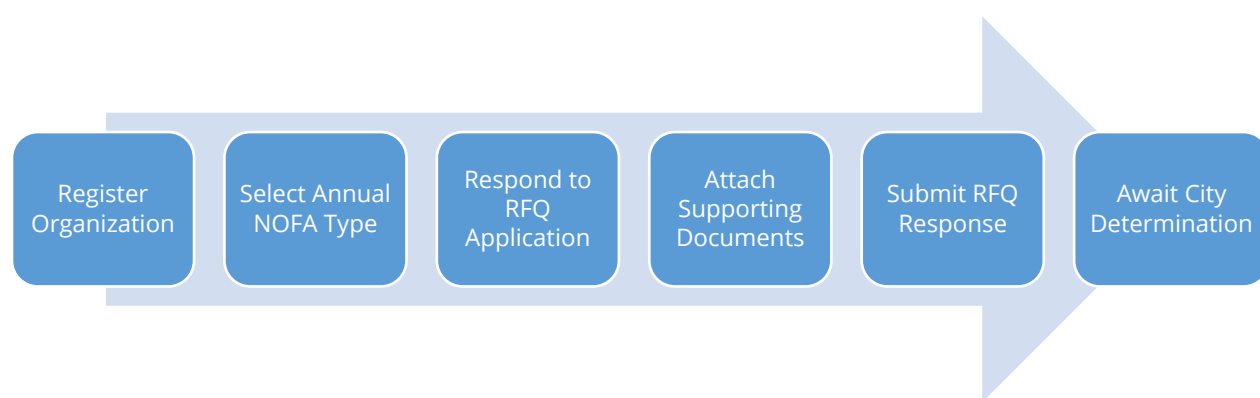 Register
Organization
Select Annual
NOFA Type
Respond to
RFQ
Application
Attach
Supporting
Documents
Submit RFQ
Response
Await City
Determination